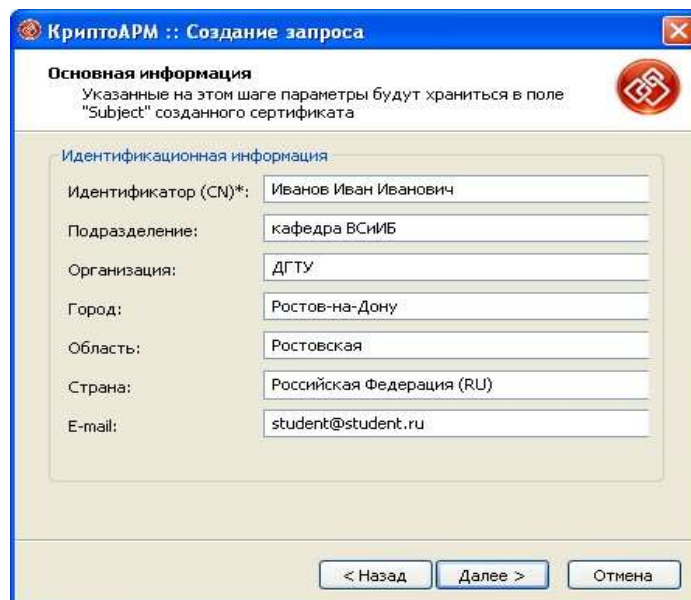 КриптоАРМ :: Создание запроса
Основная информация
Указанные на этом шаге параметры будут храниться в поле
"Subject" созданного сертификата
Идентификационная информация
Идентификатор (CN)*: Иванов Иван Иванович
Подразделение: кафедра ВСиИБ
Организация: ДГТУ
Город: Ростов-на-Дону
Область: Ростовская
Страна: Российская Федерация (RU)
E-mail: student@student.ru
< Назад Далее > Отмена